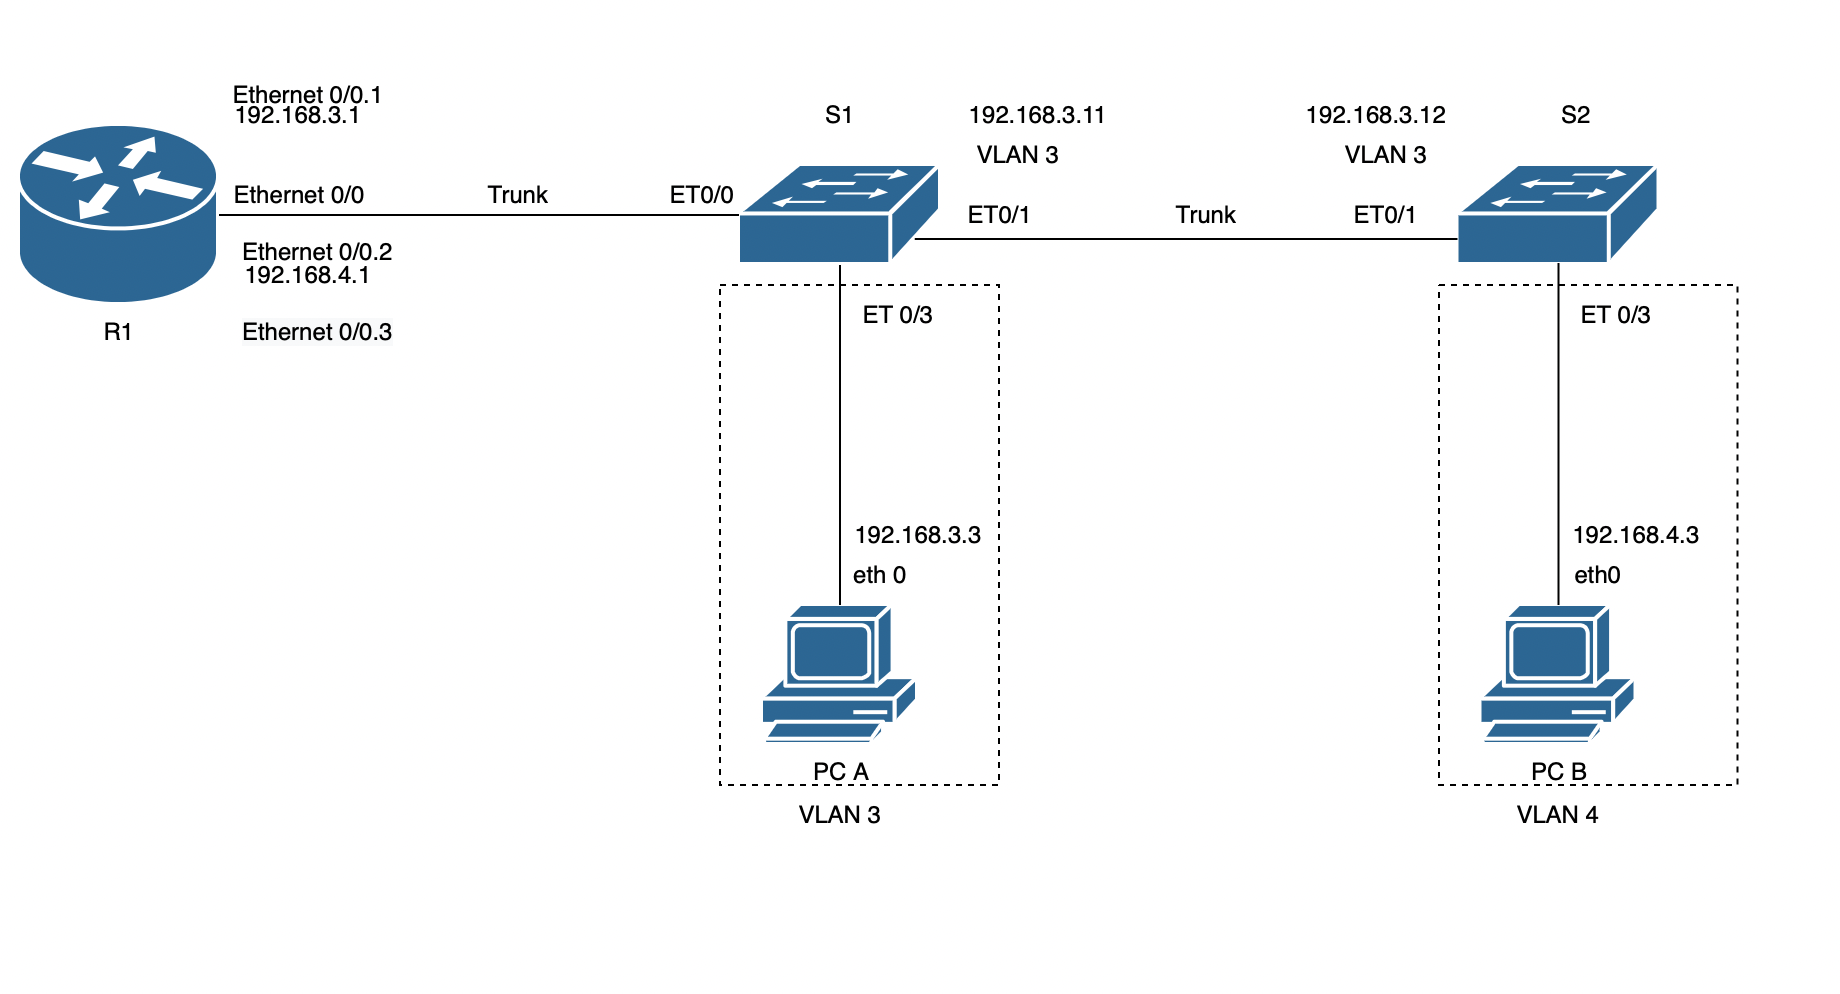 Ethernet 0/0.1
192.168.3.1
S1
192.168.3.11
192.168.3.12
S2
VLAN 3
VLAN 3
Ethernet 0/0
Trunk
ET0/0
ET0/1
Trunk
ET0/1
Ethernet 0/0.2
192.168.4.1
R1
Ethernet 0/0.3
ET 0/3
ET 0/3
192.168.3.3
eth 0
192.168.4.3
eth0
PC A
PC B
VLAN 3
VLAN 4